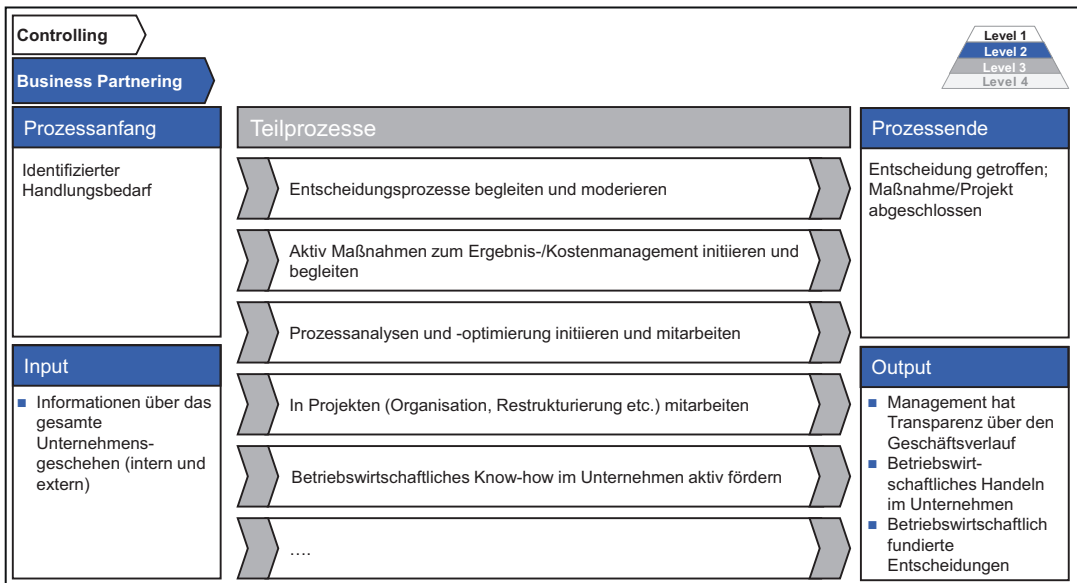 Controlling
Business Partnering
Level 1
Level 2
Level 3
Level 4
Prozessanfang
Identifizierter
Handlungsbedarf
Input
Informationen über das
gesamte
Unternehmens-
geschehen (intern und
extern)
Teilprozesse
Entscheidungsprozesse begleiten und moderieren
Aktiv Maßnahmen zum Ergebnis-/Kostenmanagement initiieren und
begleiten
Prozessanalysen und -optimierung initiieren und mitarbeiten
In Projekten (Organisation, Restrukturierung etc.) mitarbeiten
Betriebswirtschaftliches Know-how im Unternehmen aktiv fördern
....
Prozessende
Entscheidung getroffen;
Maßnahme/Projekt
abgeschlossen
Output
Management hat
Transparenz über den
Geschäftsverlauf
Betriebswirt-
schaftliches Handeln
im Unternehmen
Betriebswirtschaftlich
fundierte
Entscheidungen